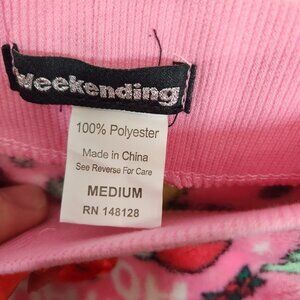 Weekending
100% Polyester
Made in China
See Reverse For Care
MEDIUM
RN 148128